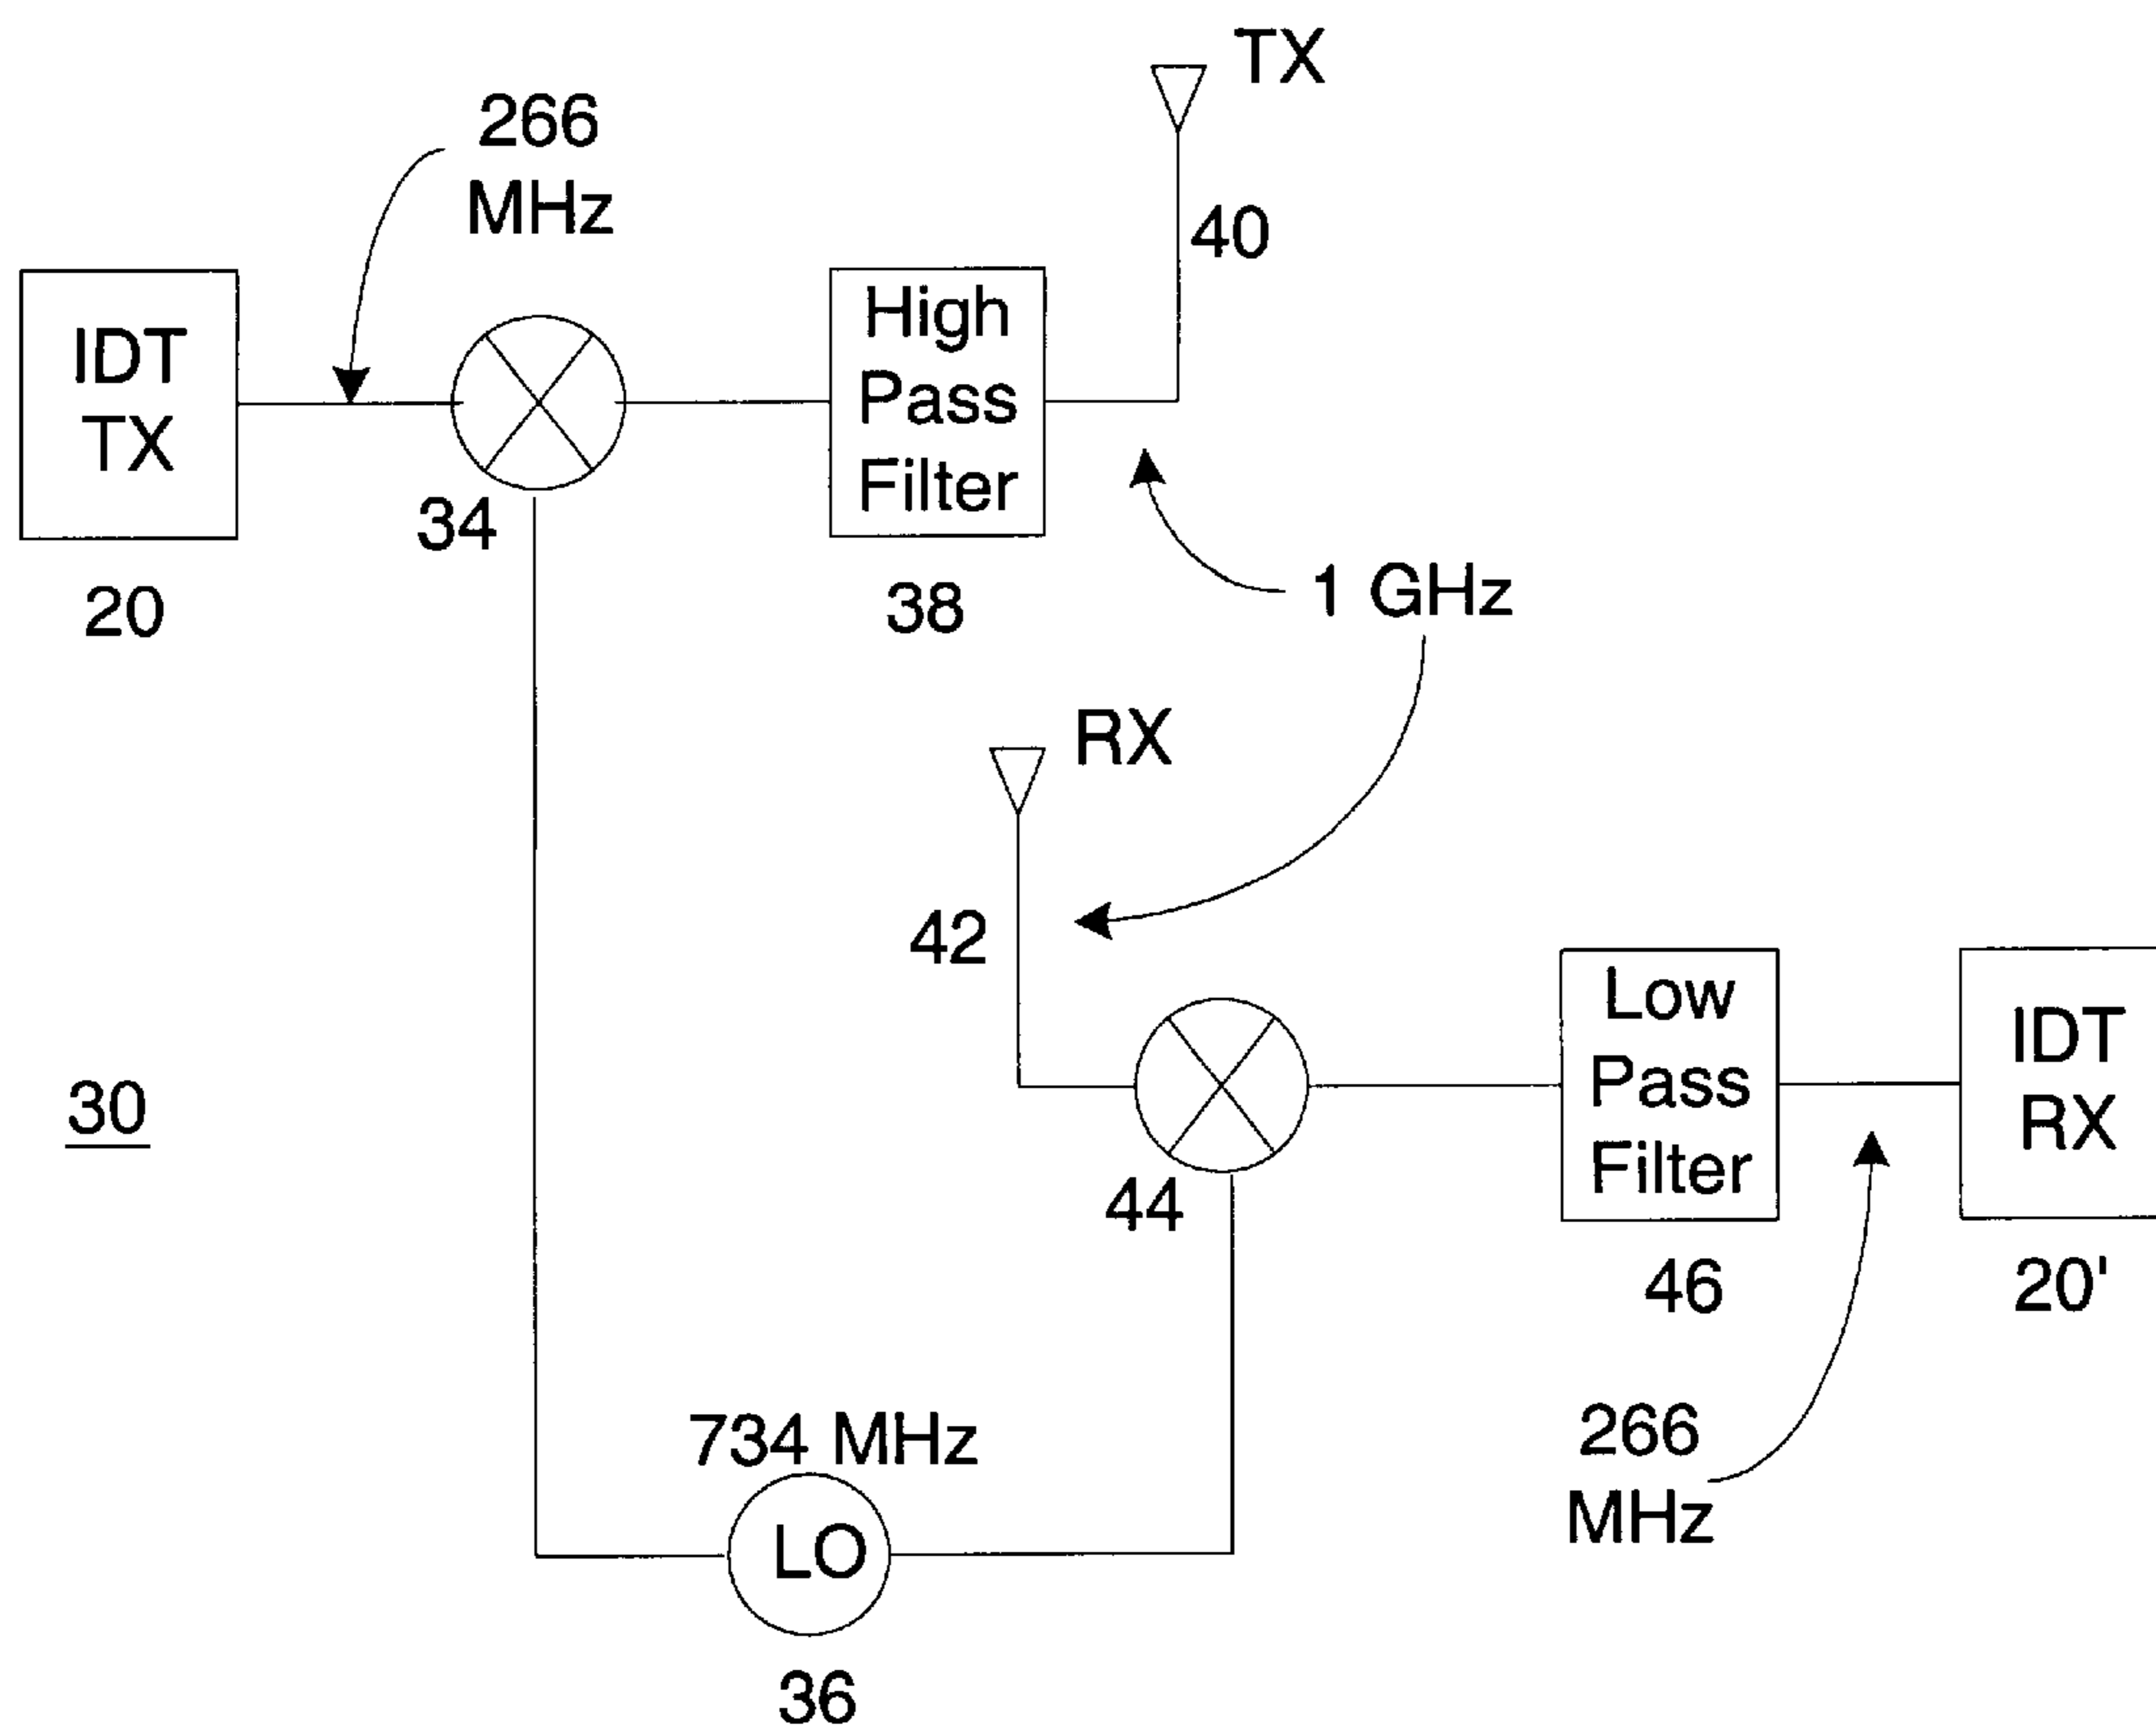 TX
266
MHz
40
IDT
TX
High
Pass
Filter
34
20
38
1 GHz
RX
42
30
Low
Pass
Filter
IDT
RX
44
46
20'
734 MHz
266
MHz
LO
36